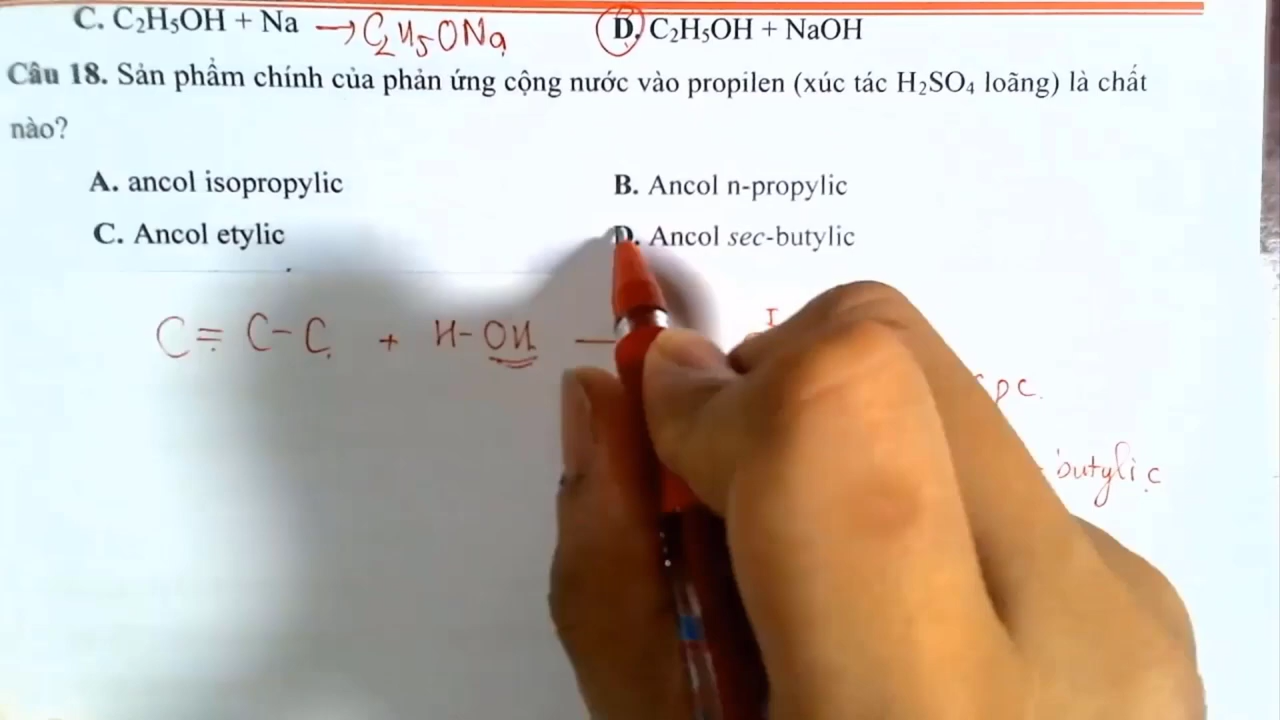 C. C₂H₅OH + Na → C₂H₅ONa D. C₂H₅OH + NaOH
Câu 18. Sản phẩm chính của phản ứng cộng nước vào propilen (xúc tác H₂SO₄ loãng) là chất
nào?
A. ancol isopropylic B. Ancol n-propylic
C. Ancol etylic D. Ancol sec-butylic
C = C - C + H-OH
I
pc.
butylic